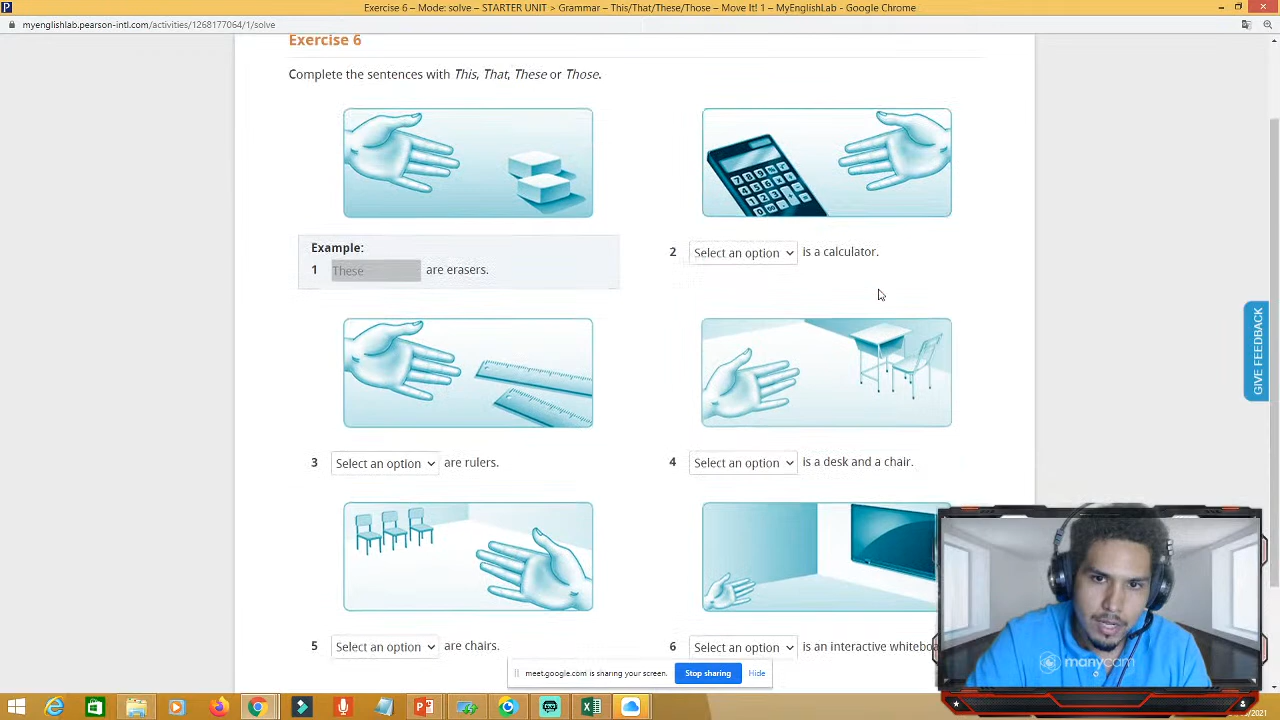 Exercise 6 – Mode: solve – STARTER UNIT > Grammar – This/That/These/Those – Move It! 1 – MyEnglishLab - Google Chrome
myenglishlab.pearson-intl.com/activities/1268177064/1/solve
Exercise 6
Complete the sentences with This, That, These or Those.
Example:
1 These are erasers.
2 Select an option is a calculator.
3 Select an option are rulers.
4 Select an option is a desk and a chair.
5 Select an option are chairs.
6 Select an option is an interactive
GIVE FEEDBACK
meet.google.com is sharing your screen.
Stop sharing
Hide
manycam